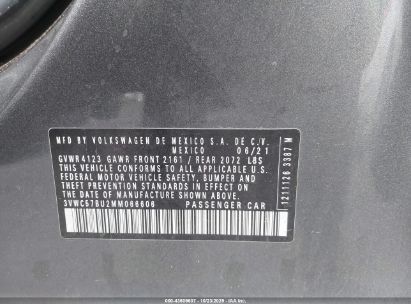 MFD BY VOLKSWAGEN DE MEXICO S.A. DE C.V.
MEXICO 06/21
GVWR 4123 GAWR FRONT 2161 / REAR 2072 LBS
THIS VEHICLE CONFORMS TO ALL APPLICABLE U.S.
FEDERAL MOTOR VEHICLE SAFETY, BUMPER AND THEFT
PREVENTION STANDARDS IN EFFECT ON
THE DATE OF MANUFACTURE SHOWN ABOVE.
3VWC57BU2MM066606 PASSENGER CAR
1211126 3387 M